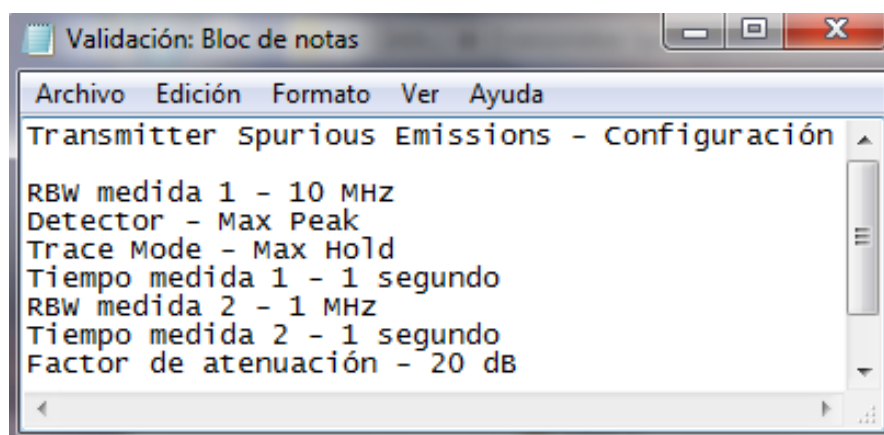 Validación: Bloc de notas
Archivo Edición Formato Ver Ayuda
Transmitter Spurious Emissions - Configuración
RBW medida 1 - 10 MHz
Detector - Max Peak
Trace Mode - Max Hold
Tiempo medida 1 - 1 segundo
RBW medida 2 - 1 MHz
Tiempo medida 2 - 1 segundo
Factor de atenuación - 20 dB